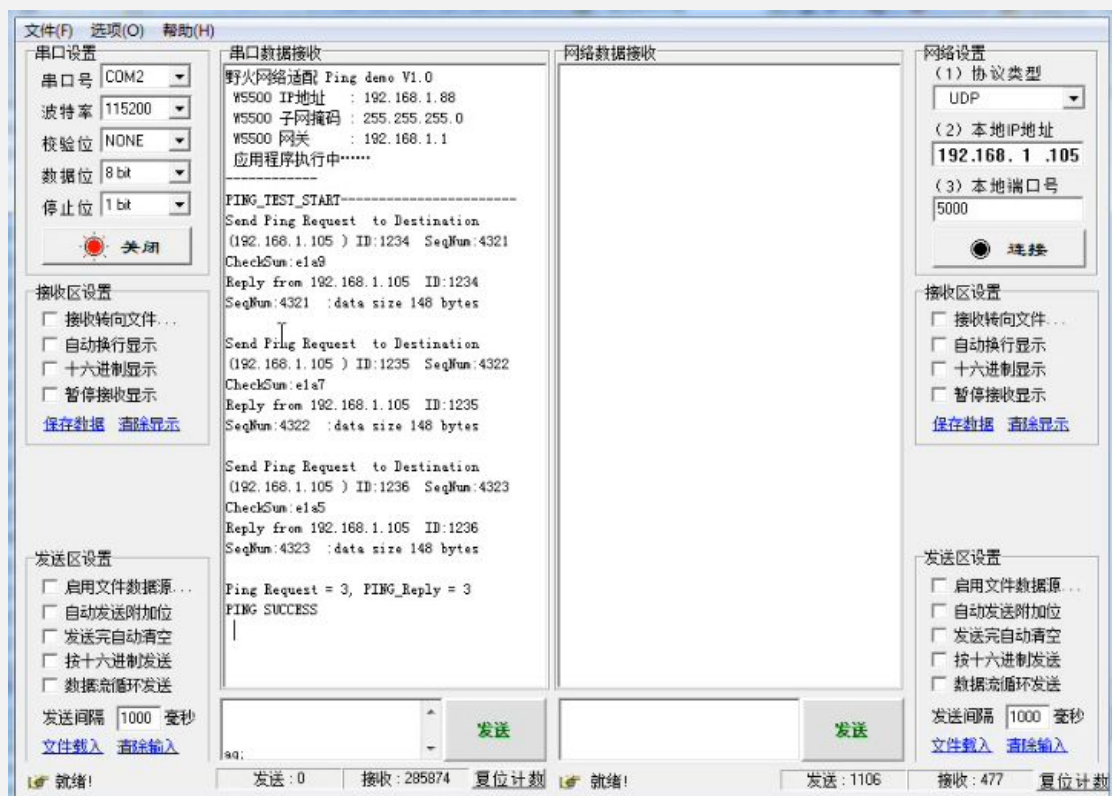 文件(F) 选项(O) 帮助(H)
串口设置
串口号 COM2
波特率 115200
校验位 NONE
数据位 8 bit
停止位 1 bit
关闭
接收区设置
接收转向文件...
自动换行显示
十六进制显示
暂停接收显示
保存数据 清除显示
发送区设置
启用文件数据源...
自动发送附加位
发送完自动清空
按十六进制发送
数据流循环发送
发送间隔 1000 毫秒
文件载入 清除输入
就绪!
串口数据接收
野火网络适配 Ping demo V1.0
W5500 IP地址 : 192.168.1.88
W5500 子网掩码 : 255.255.255.0
W5500 网关 : 192.168.1.1
应用程序执行中……
------------
PING_TEST_START-----------------------
Send Ping Request to Destination
(192.168.1.105 ) ID:1234 SeqNum:4321
CheckSum:e1a9
Reply from 192.168.1.105 ID:1234
SeqNum:4321 :data size 148 bytes
Send Ping Request to Destination
(192.168.1.105 ) ID:1235 SeqNum:4322
CheckSum:e1a7
Reply from 192.168.1.105 ID:1235
SeqNum:4322 :data size 148 bytes
Send Ping Request to Destination
(192.168.1.105 ) ID:1236 SeqNum:4323
CheckSum:e1a5
Reply from 192.168.1.105 ID:1236
SeqNum:4323 :data size 148 bytes
Ping Request = 3, PING_Reply = 3
PING SUCCESS
发送
发送 : 0 接收 : 285874 复位计数
网络数据接收
发送
就绪!
发送 : 1106 接收 : 477 复位计数
网络设置
(1) 协议类型
UDP
(2) 本地IP地址
192.168. 1 .105
(3) 本地端口号
5000
连接
接收区设置
接收转向文件...
自动换行显示
十六进制显示
暂停接收显示
保存数据 清除显示
发送区设置
启用文件数据源...
自动发送附加位
发送完自动清空
按十六进制发送
数据流循环发送
发送间隔 1000 毫秒
文件载入 清除输入